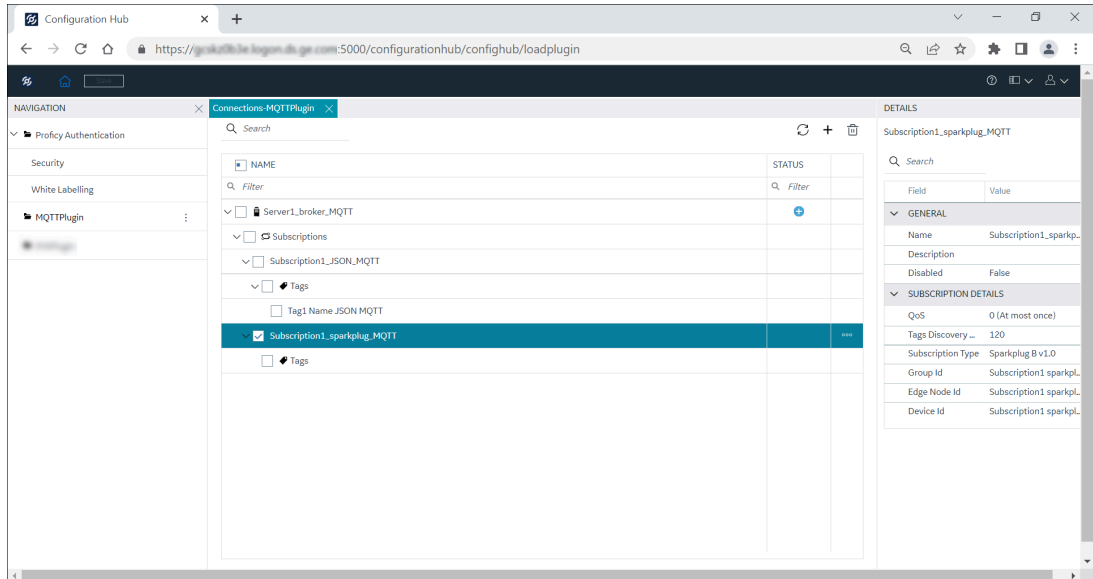 Configuration Hub
https://:5000/configurationhub/confighub/loadplugin
NAVIGATION
Proficy Authentication
Security
White Labelling
MQTTPlugin
Connections-MQTTPlugin
Search
NAME STATUS
Filter Filter
Server1_broker_MQTT
Subscriptions
Subscription1_JSON_MQTT
Tags
Tag1 Name JSON MQTT
Subscription1_sparkplug_MQTT
Tags
DETAILS
Subscription1_sparkplug_MQTT
Search
Field Value
GENERAL
Name Subscription1_sparkp..
Description
Disabled False
SUBSCRIPTION DETAILS
QoS 0 (At most once)
Tags Discovery ... 120
Subscription Type Sparkplug B v1.0
Group Id Subscription1 sparkpl..
Edge Node Id Subscription1 sparkpl..
Device Id Subscription1 sparkpl..